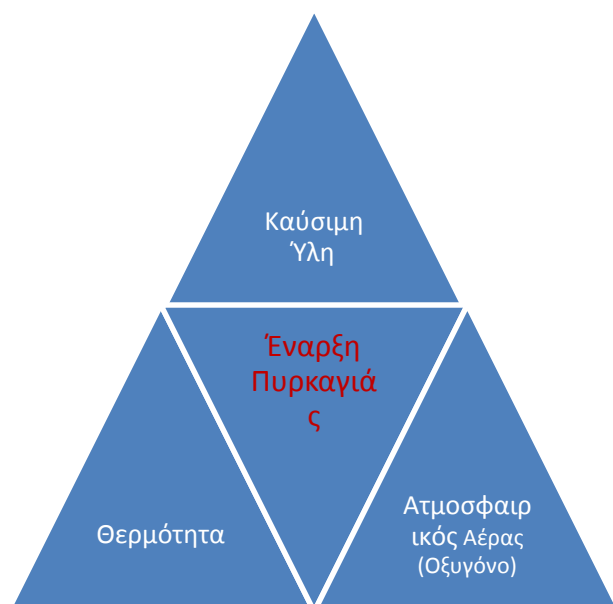 Καύσιμη
Ύλη
Έναρξη
Πυρκαγιά
ς
Θερμότητα
Ατμοσφαιρ
ικός Αέρας
(Οξυγόνο)